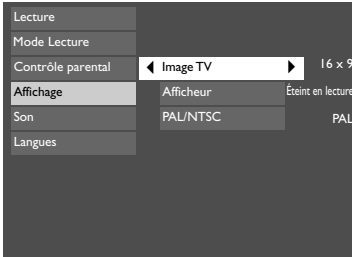 Lecture
Mode Lecture
Contrôle parental
Image TV
16 x 9
Affichage
Afficheur
Éteint en lecture
Son
PAL/NTSC
PAL
Langues